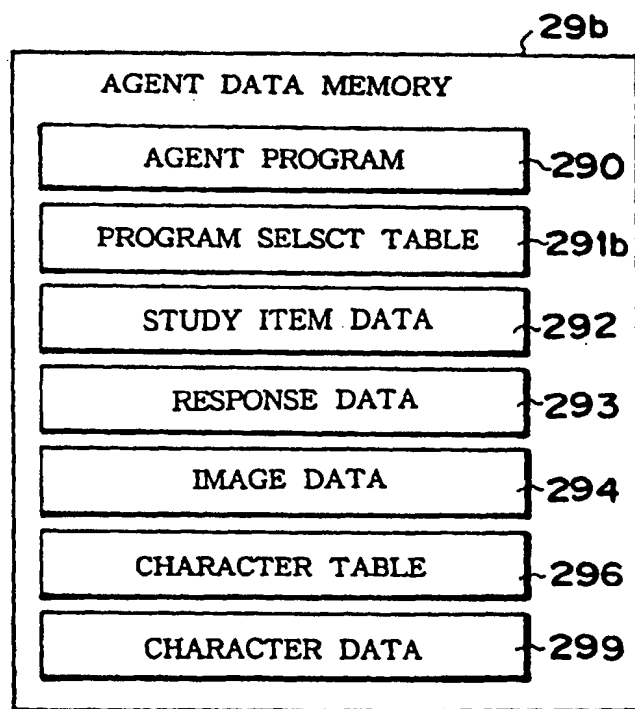 29b
AGENT DATA MEMORY
AGENT PROGRAM 290
PROGRAM SELSCT TABLE 291b
STUDY ITEM DATA 292
RESPONSE DATA 293
IMAGE DATA 294
CHARACTER TABLE 296
CHARACTER DATA 299